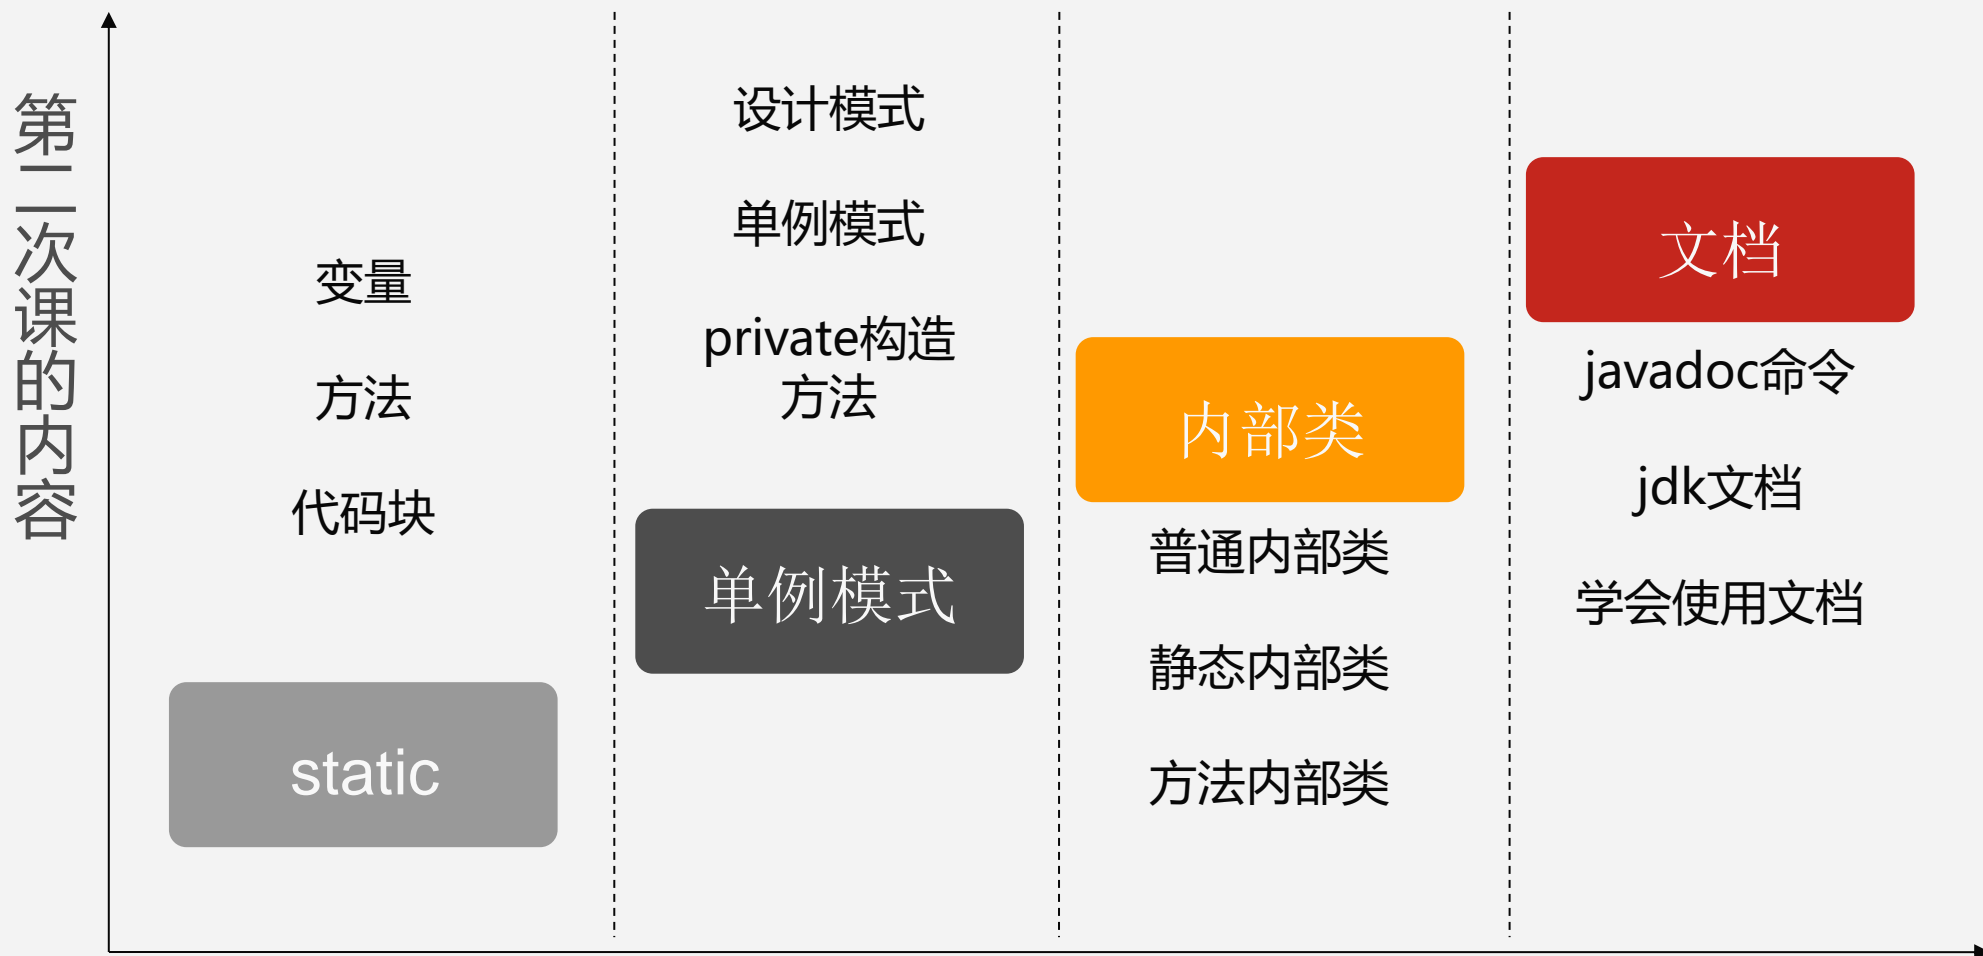 第二次课的内容
变量
方法
代码块
static
设计模式
单例模式
private构造
方法
单例模式
内部类
普通内部类
静态内部类
方法内部类
文档
javadoc命令
jdk文档
学会使用文档